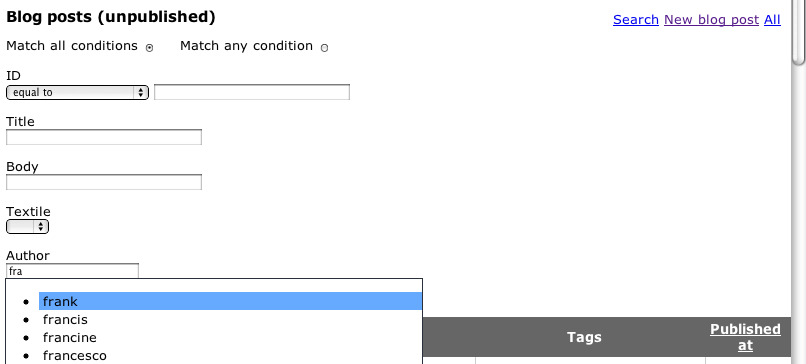 Blog posts (unpublished)
Search New blog post All
Match all conditions Match any condition
ID
equal to
Title
Body
Textile
Author
fra
frank
francis
francine
francesco
Tags
Published
at